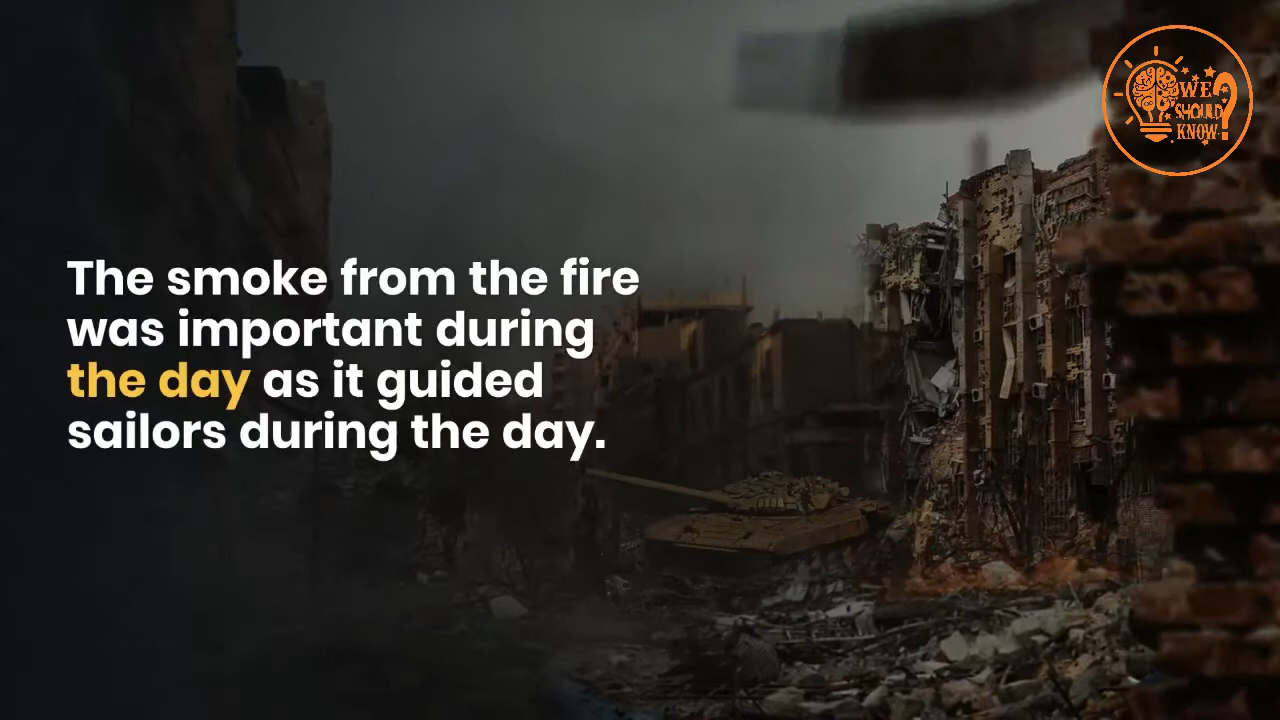 WE
SHOULD
KNOW
?
The smoke from the fire
was important during
the day as it guided
sailors during the day.